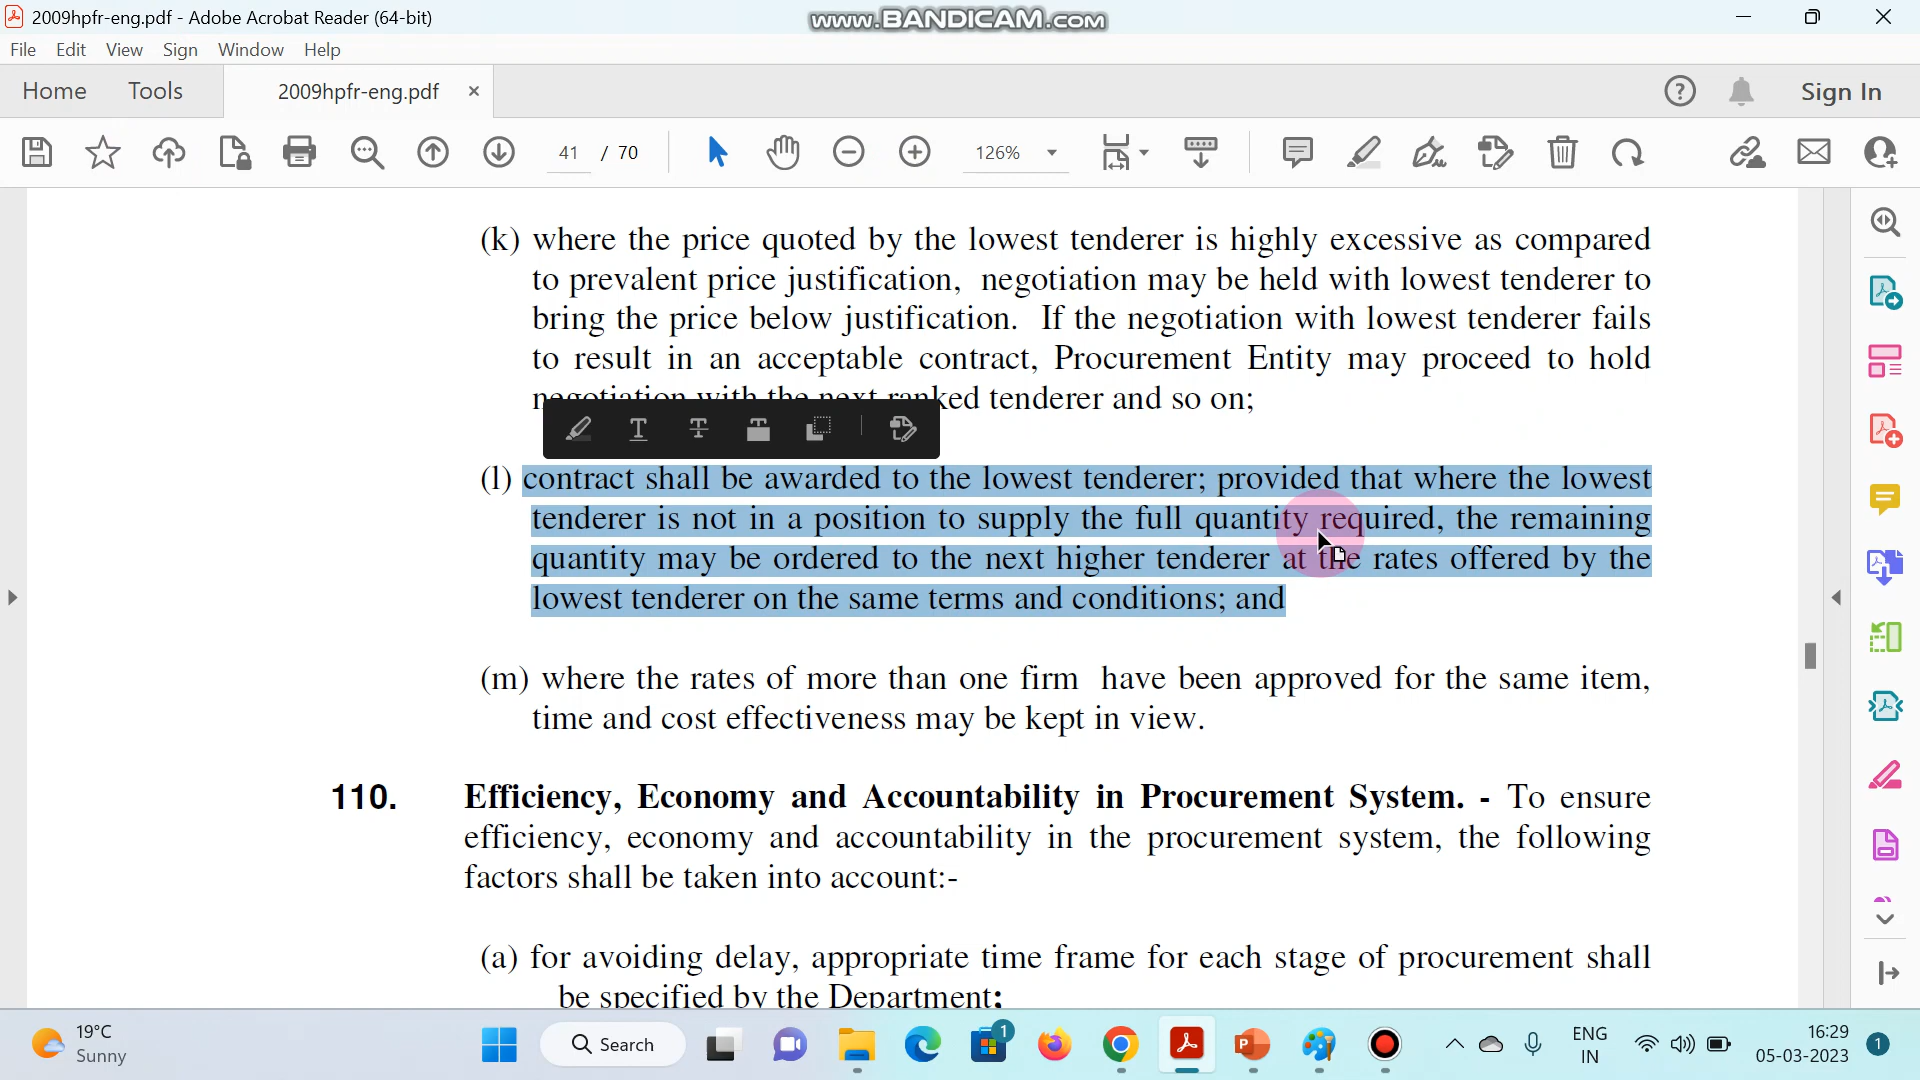 2009hpfr-eng.pdf - Adobe Acrobat Reader (64-bit)
www.BANDICAM.com
File Edit View Sign Window Help
Home Tools 2009hpfr-eng.pdf × Sign In
41 / 70 126%
(k) where the price quoted by the lowest tenderer is highly excessive as compared
to prevalent price justification, negotiation may be held with lowest tenderer to
bring the price below justification. If the negotiation with lowest tenderer fails
to result in an acceptable contract, Procurement Entity may proceed to hold
negotiation with the next ranked tenderer and so on;
(l) contract shall be awarded to the lowest tenderer; provided that where the lowest
tenderer is not in a position to supply the full quantity required, the remaining
quantity may be ordered to the next higher tenderer at the rates offered by the
lowest tenderer on the same terms and conditions; and
(m) where the rates of more than one firm have been approved for the same item,
time and cost effectiveness may be kept in view.
110. Efficiency, Economy and Accountability in Procurement System. - To ensure
efficiency, economy and accountability in the procurement system, the following
factors shall be taken into account:-
(a) for avoiding delay, appropriate time frame for each stage of procurement shall
be specified by the Department;
19°C
Sunny
Search
1
ENG
IN
16:29
05-03-2023
1